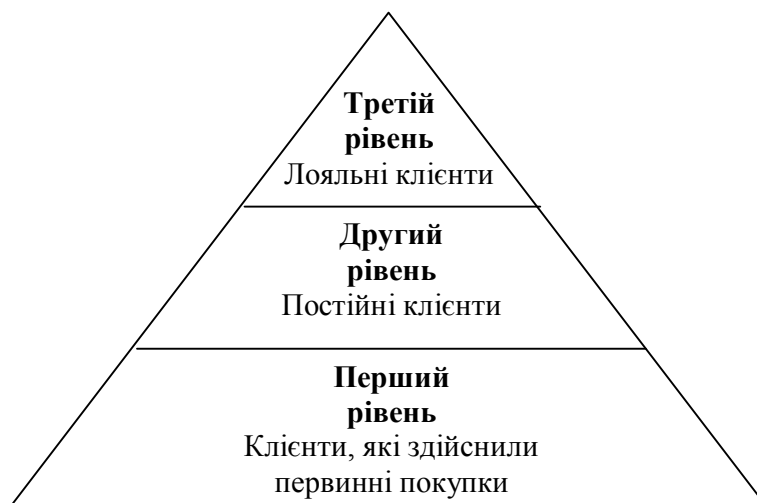 Третій
рівень
Лояльні клієнти
Другий
рівень
Постійні клієнти
Перший
рівень
Клієнти, які здійснили
первинні покупки